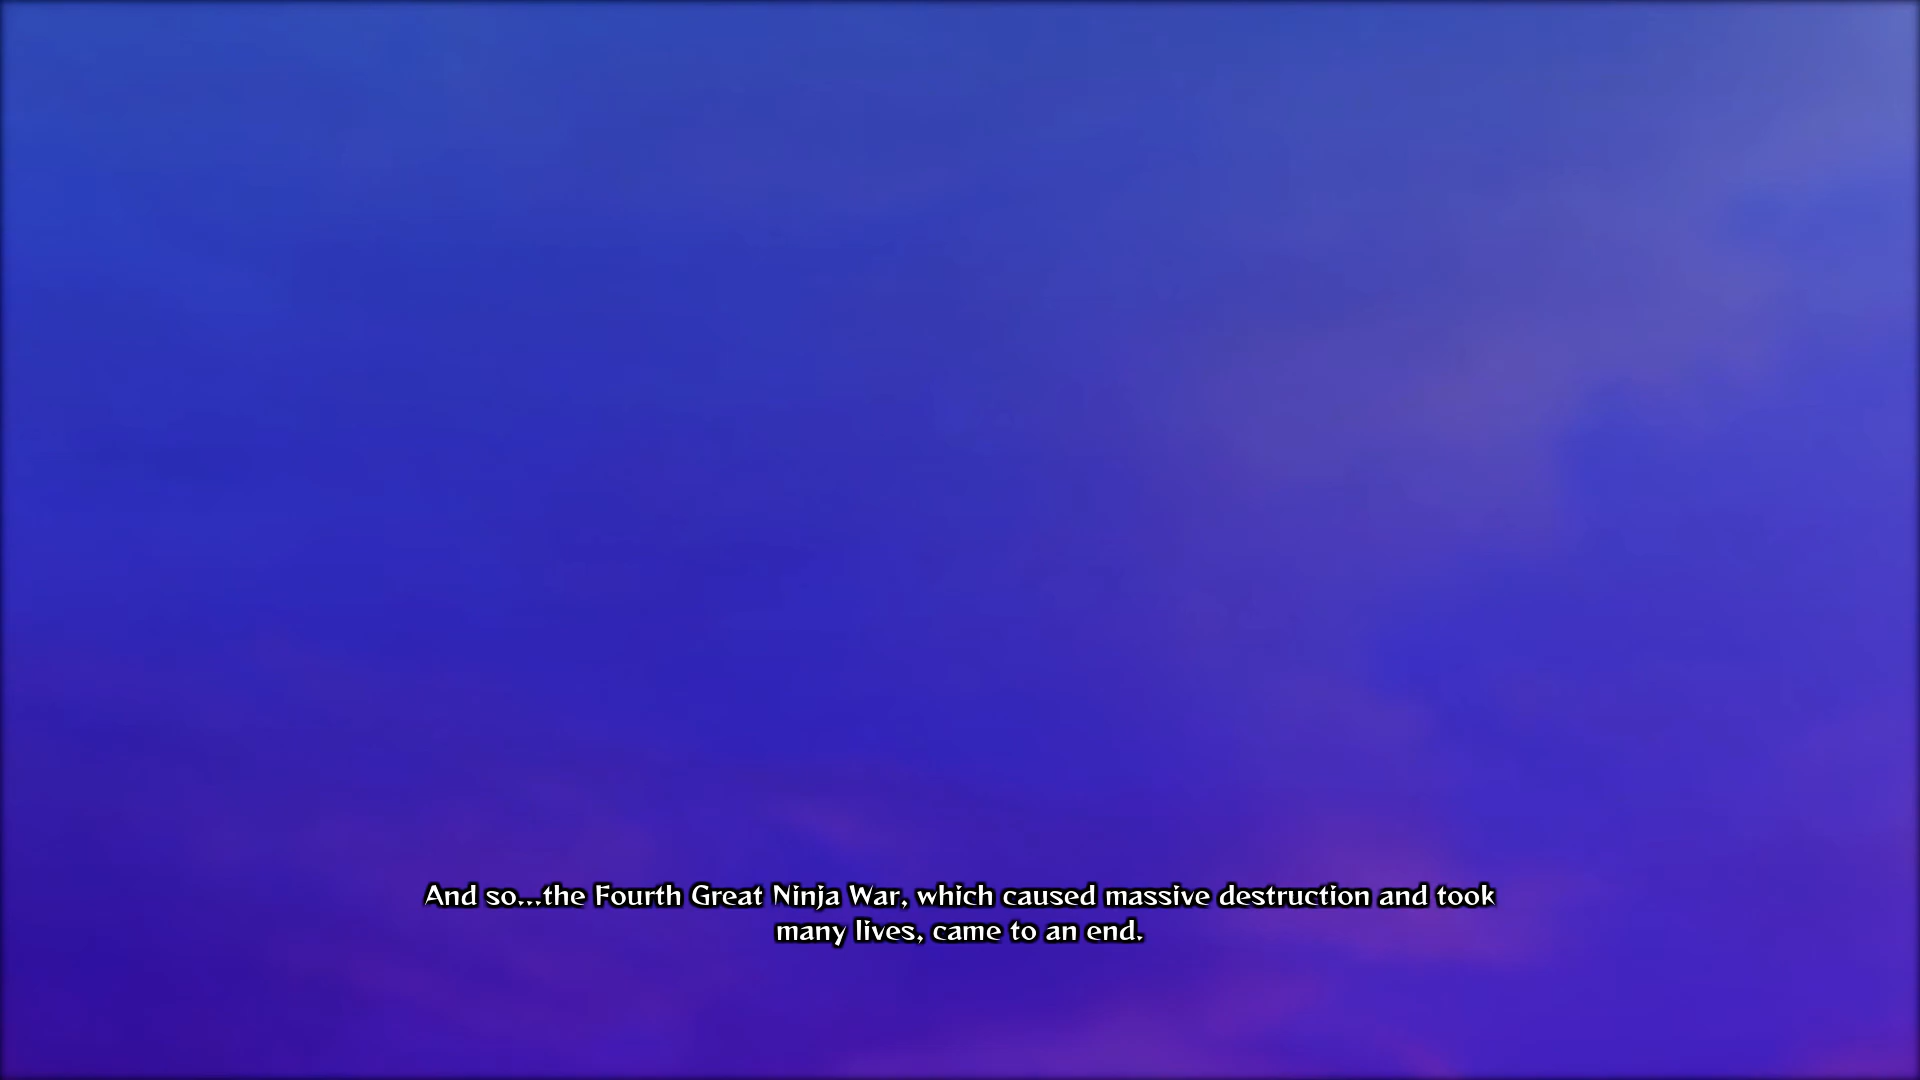 And so...the Fourth Great Ninja War, which caused massive destruction and took
many lives, came to an end.